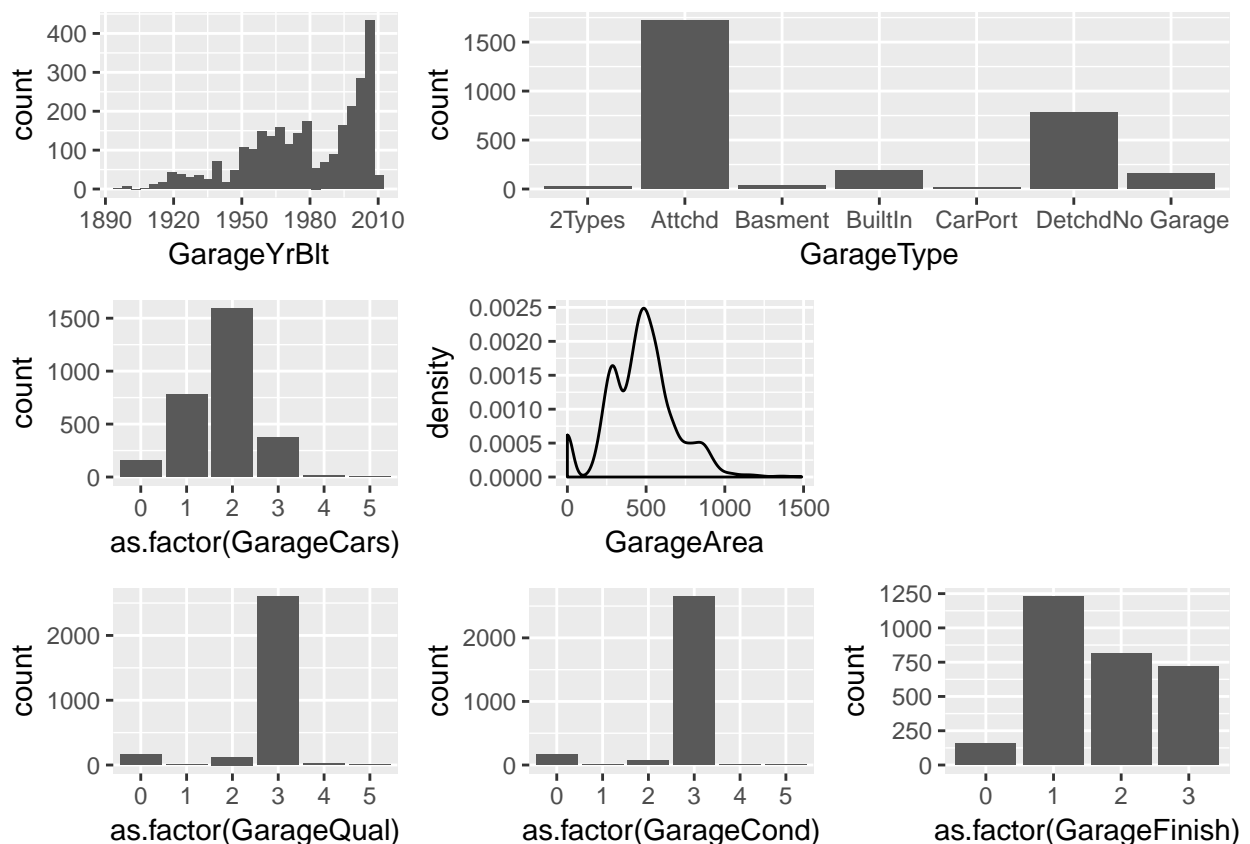 400
300
200
100
0
count
1890 1920 1950 1980 2010
GarageYrBlt
1500
1000
500
0
count
2Types Attchd Basment BuiltIn CarPort Detchd No Garage
GarageType
1500
1000
500
0
count
0 1 2 3 4 5
as.factor(GarageCars)
0.0025
0.0020
0.0015
0.0010
0.0005
0.0000
density
0 500 1000 1500
GarageArea
2000
1000
0
count
0 1 2 3 4 5
as.factor(GarageQual)
2000
1000
0
count
0 1 2 3 4 5
as.factor(GarageCond)
1250
1000
750
500
250
0
count
0 1 2 3
as.factor(GarageFinish)